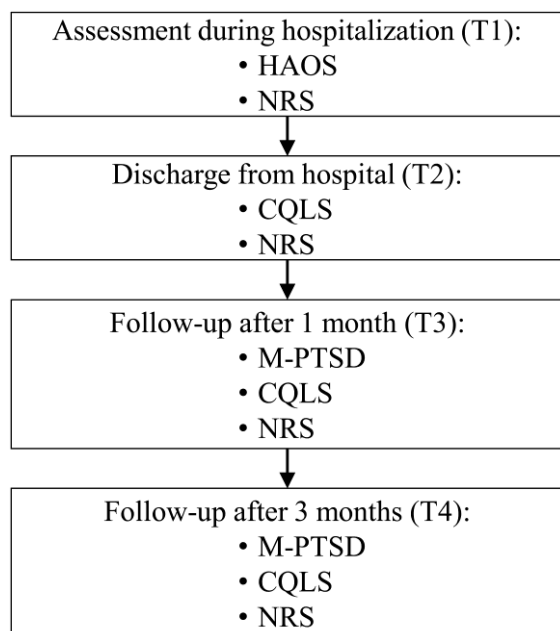 Assessment during hospitalization (T1):
• HAOS
• NRS
Discharge from hospital (T2):
• CQLS
• NRS
Follow-up after 1 month (T3):
• M-PTSD
• CQLS
• NRS
Follow-up after 3 months (T4):
• M-PTSD
• CQLS
• NRS